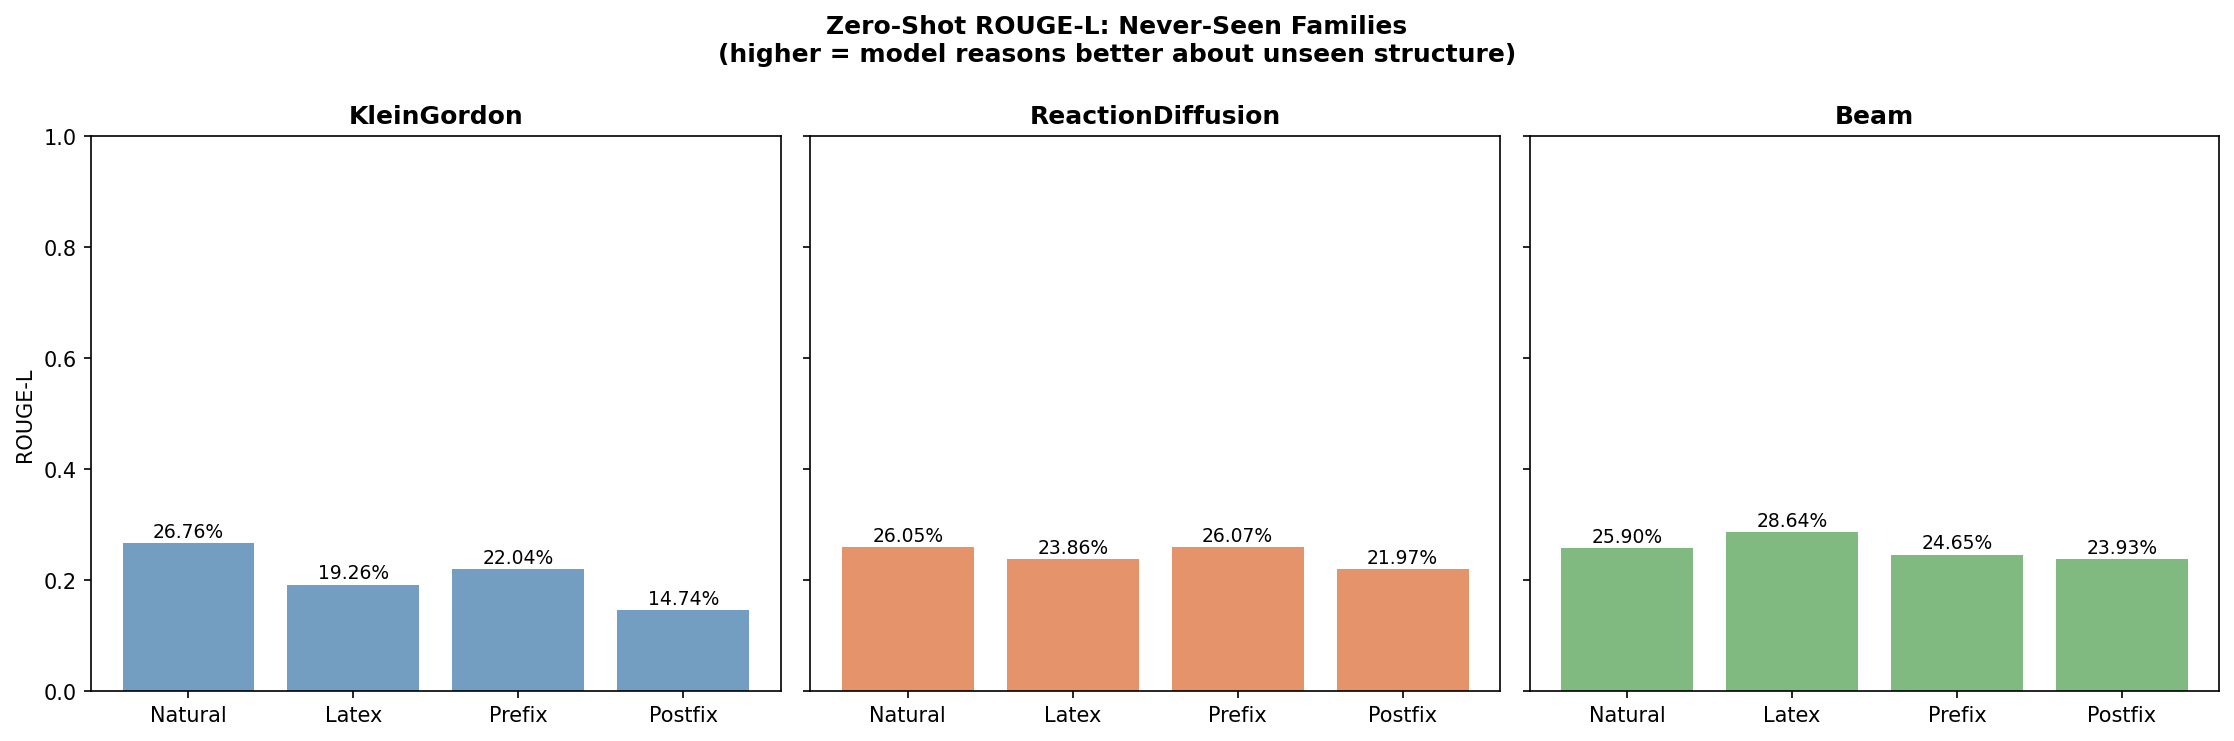 Zero-Shot ROUGE-L: Never-Seen Families
(higher = model reasons better about unseen structure)
KleinGordon
ROUGE-L
1.0
0.8
0.6
0.4
0.2
0.0
26.76%
19.26%
22.04%
14.74%
Natural Latex Prefix Postfix
ReactionDiffusion
26.05%
23.86%
26.07%
21.97%
Natural Latex Prefix Postfix
Beam
25.90%
28.64%
24.65%
23.93%
Natural Latex Prefix Postfix